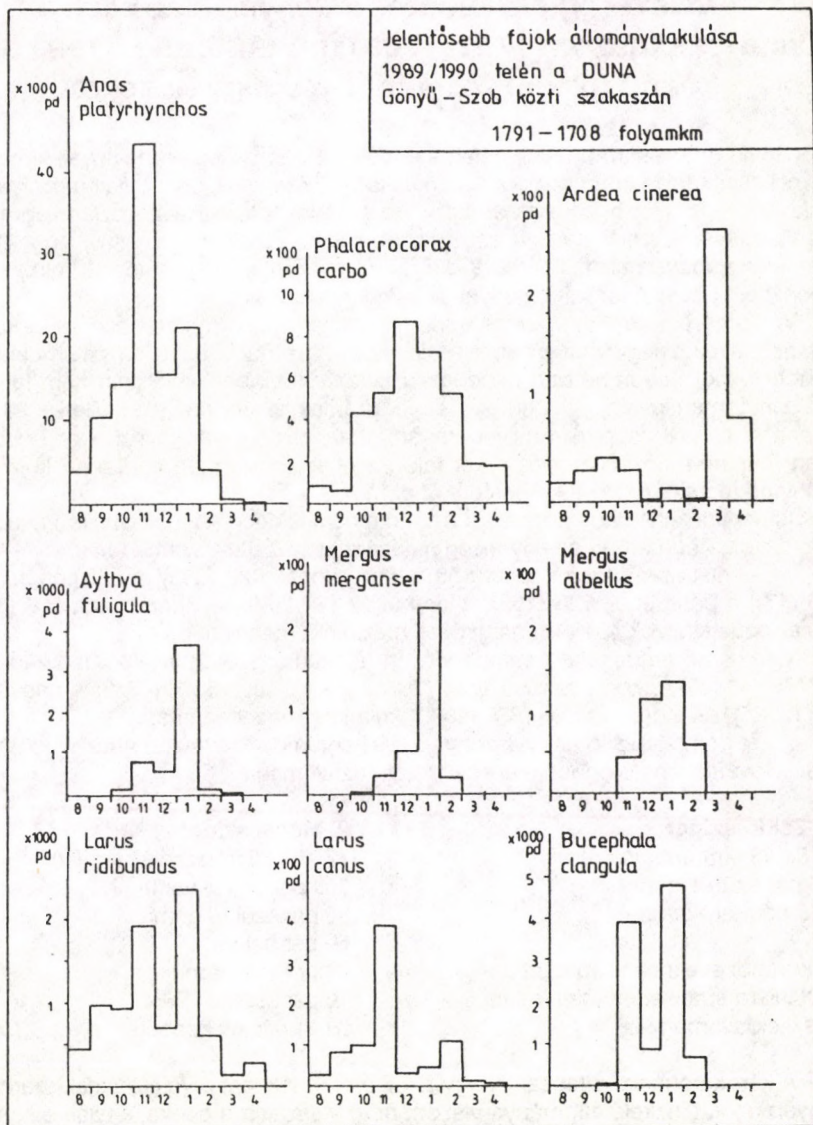 Jelentősebb fajok állományalakulása
1989/1990 telén a DUNA
Gönyű – Szob közti szakaszán
1791 – 1708 folyamkm
x 1000
pd
Anas
platyrhynchos
40
30
20
10
8 9 10 11 12 1 2 3 4
x100
pd
Phalacrocorax
carbo
10
8
6
4
2
8 9 10 11 12 1 2 3 4
x100
pd
Ardea cinerea
2
1
8 9 10 11 12 1 2 3 4
x 1000
pd
Aythya
fuligula
4
3
2
1
8 9 10 11 12 1 2 3 4
x100
pd
Mergus
merganser
2
1
8 9 10 11 12 1 2 3 4
x 100
pd
Mergus
albellus
2
1
8 9 10 11 12 1 2 3 4
x1000
pd
Larus
ridibundus
2
1
8 9 10 11 12 1 2 3 4
x100
pd
Larus
canus
4
3
2
1
8 9 10 11 12 1 2 3 4
x1000
pd
Bucephala
clangula
5
4
3
2
1
8 9 10 11 12 1 2 3 4